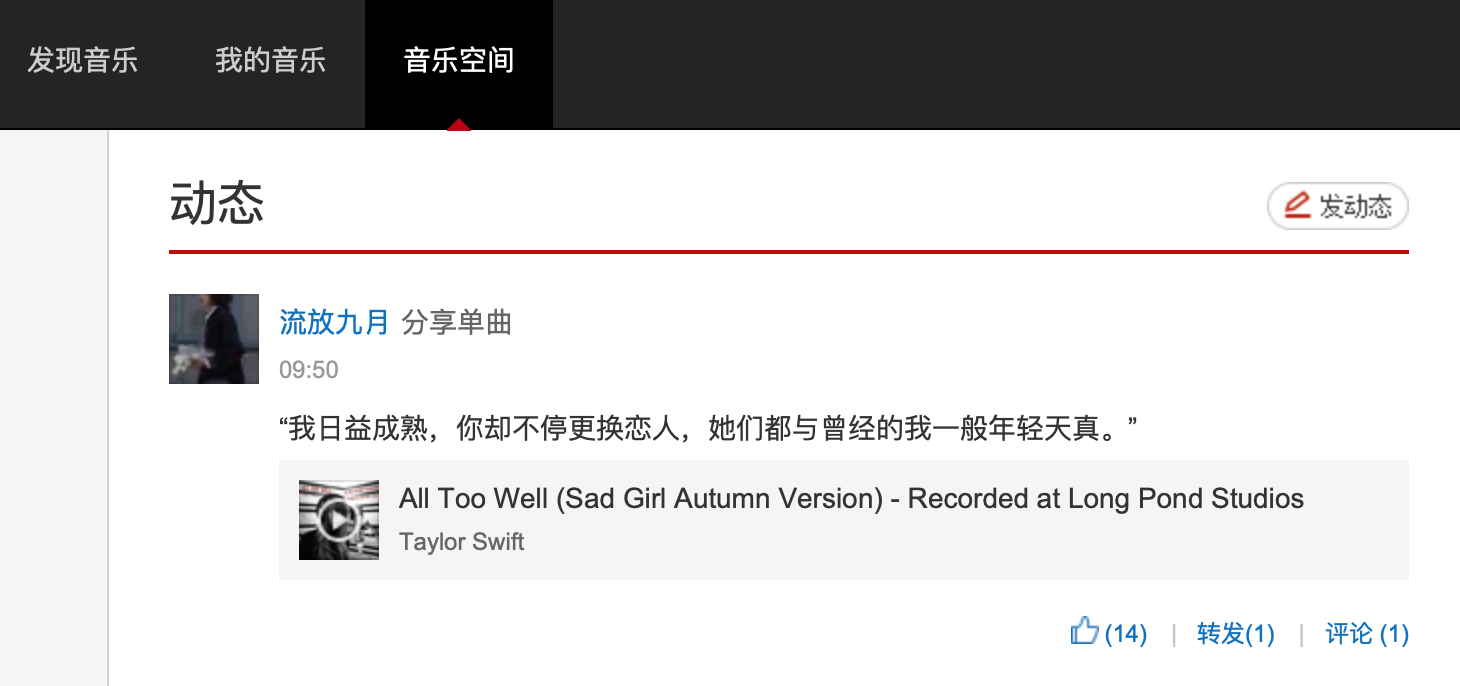 发现音乐 我的音乐 音乐空间
动态
发动态
流放九月 分享单曲
09:50
“我日益成熟，你却不停更换恋人，她们都与曾经的我一般年轻天真。”
All Too Well (Sad Girl Autumn Version) - Recorded at Long Pond Studios
Taylor Swift
(14) | 转发(1) | 评论 (1)